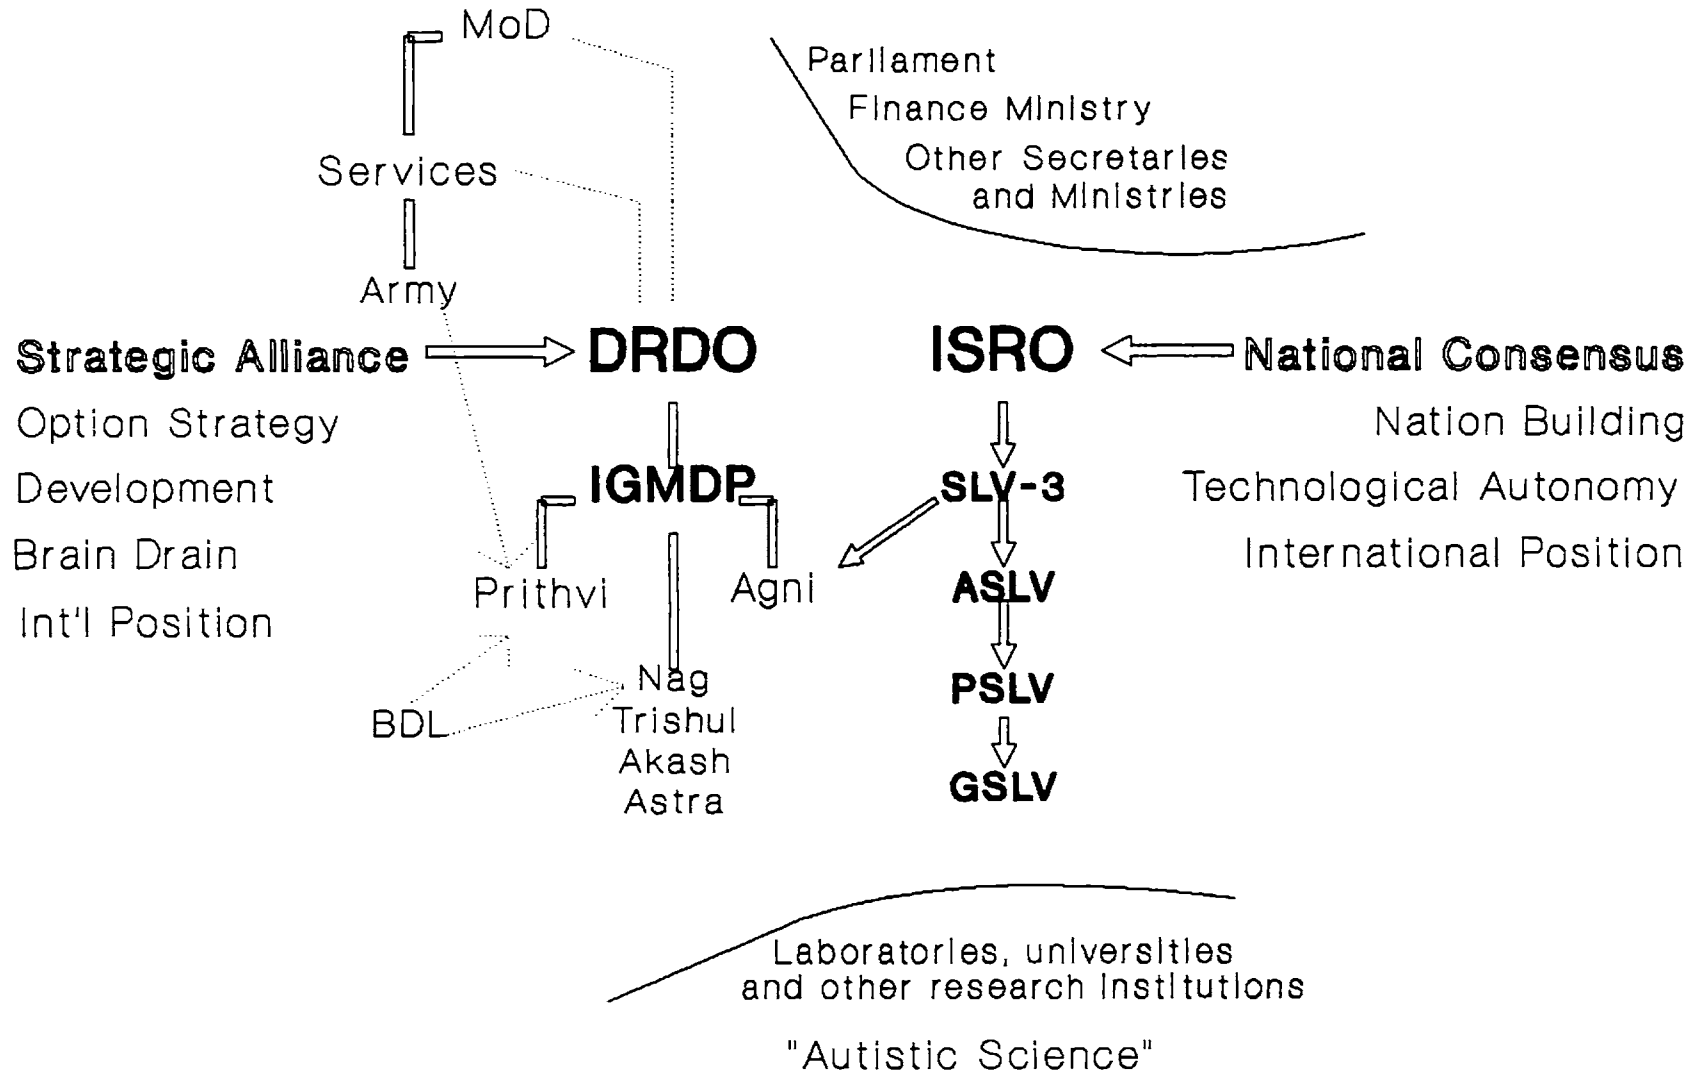 MoD
Parliament
Finance Ministry
Other Secretaries
and Ministries
Services
Army
Strategic Alliance
DRDO
ISRO
National Consensus
Option Strategy
Nation Building
Development
IGMDP
SLV-3
Technological Autonomy
Brain Drain
International Position
Prithvi
Agni
ASLV
Int'l Position
Nag
PSLV
BDL
Trishul
Akash
GSLV
Astra
Laboratories, universities
and other research institutions
"Autistic Science"